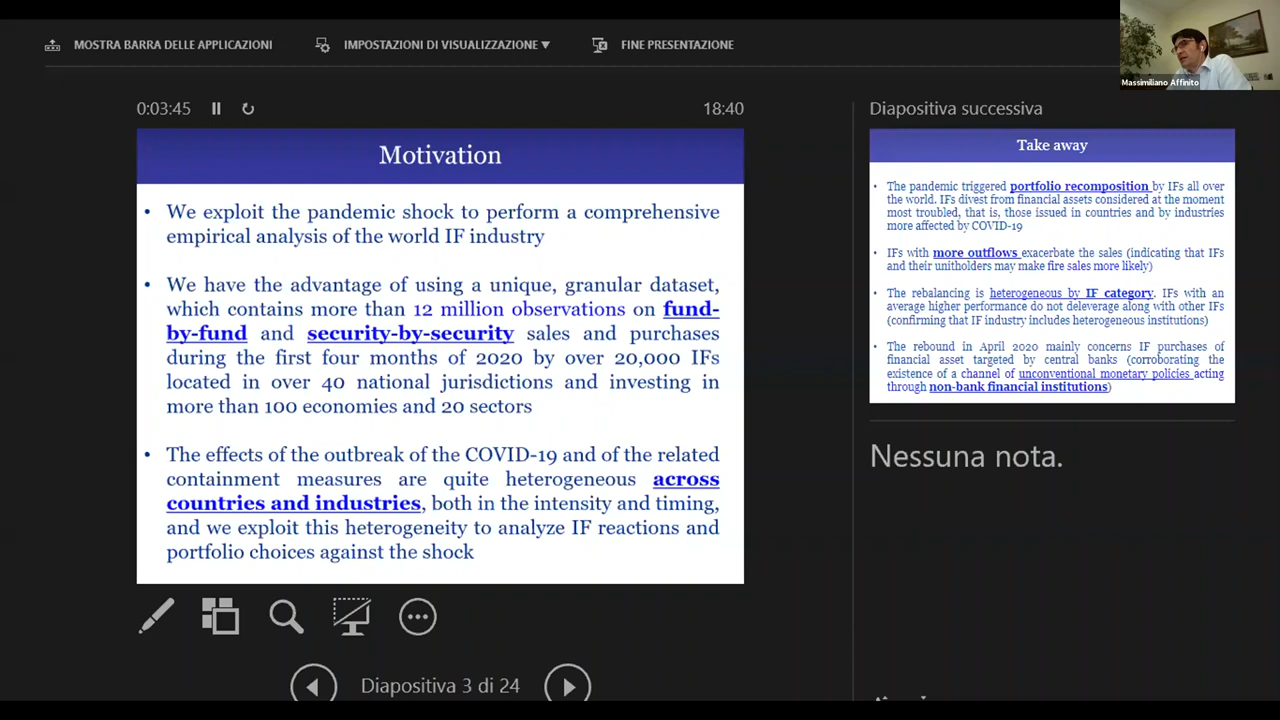 MOSTRA BARRA DELLE APPLICAZIONI
IMPOSTAZIONI DI VISUALIZZAZIONE ▼
FINE PRESENTAZIONE
Massimiliano Affinito
0:03:45
18:40
Motivation
• We exploit the pandemic shock to perform a comprehensive
empirical analysis of the world IF industry
• We have the advantage of using a unique, granular dataset,
which contains more than 12 million observations on fund-
by-fund and security-by-security sales and purchases
during the first four months of 2020 by over 20,000 IFs
located in over 40 national jurisdictions and investing in
more than 100 economies and 20 sectors
• The effects of the outbreak of the COVID-19 and of the related
containment measures are quite heterogeneous across
countries and industries, both in the intensity and timing,
and we exploit this heterogeneity to analyze IF reactions and
portfolio choices against the shock
Diapositiva 3 di 24
Diapositiva successiva
Take away
• The pandemic triggered portfolio recomposition by IFs all over
the world. IFs divest from financial assets considered at the moment
most troubled, that is, those issued in countries and by industries
more affected by COVID-19
• IFs with more outflows exacerbate the sales (indicating that IFs
and their unitholders may make fire sales more likely)
• The rebalancing is heterogeneous by IF category. IFs with an
average higher performance do not deleverage along with other IFs
(confirming that IF industry includes heterogeneous institutions)
• The rebound in April 2020 mainly concerns IF purchases of
financial asset targeted by central banks (corroborating the
existence of a channel of unconventional monetary policies acting
through non-bank financial institutions)
Nessuna nota.